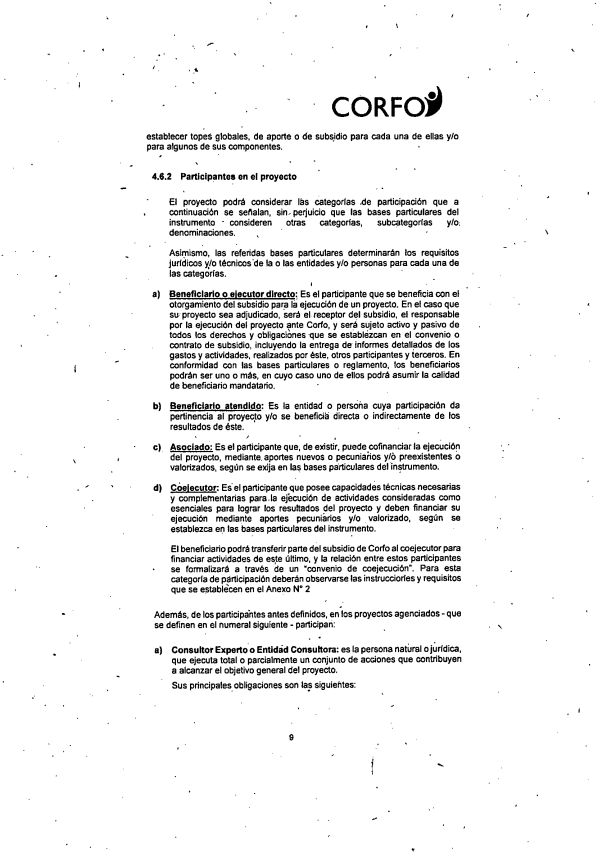 CORFO
establecer topes globales, de aporte o de subsidio para cada una de ellas y/o
para algunos de sus componentes.
4.6.2 Participantes en el proyecto
El proyecto podrá considerar las categorías de participación que a
continuación se señalan, sin perjuicio que las bases particulares del
instrumento consideren otras categorías, subcategorías y/o
denominaciones.
Asimismo, las referidas bases particulares determinarán los requisitos
jurídicos y/o técnicos de la o las entidades y/o personas para cada una de
las categorías.
a) Beneficiario o ejecutor directo: Es el participante que se beneficia con el
otorgamiento del subsidio para la ejecución de un proyecto. En el caso que
su proyecto sea adjudicado, será el receptor del subsidio, el responsable
por la ejecución del proyecto ante Corfo, y será sujeto activo y pasivo de
todos los derechos y obligaciones que se establezcan en el convenio o
contrato de subsidio, incluyendo la entrega de informes detallados de los
gastos y actividades, realizados por éste, otros participantes y terceros. En
conformidad con las bases particulares o reglamento, los beneficiarios
podrán ser uno o más, en cuyo caso uno de ellos podrá asumir la calidad
de beneficiario mandatario.
b) Beneficiario atendido: Es la entidad o persona cuya participación da
pertinencia al proyecto y/o se beneficia directa o indirectamente de los
resultados de éste.
c) Asociado: Es el participante que, de existir, puede cofinanciar la ejecución
del proyecto, mediante aportes nuevos o pecuniarios y/o preexistentes o
valorizados, según se exija en las bases particulares del instrumento.
d) Coejecutor: Es el participante que posee capacidades técnicas necesarias
y complementarias para la ejecución de actividades consideradas como
esenciales para lograr los resultados del proyecto y deben financiar su
ejecución mediante aportes pecuniarios y/o valorizado, según se
establezca en las bases particulares del instrumento.
El beneficiario podrá transferir parte del subsidio de Corfo al coejecutor para
financiar actividades de este último, y la relación entre estos participantes
se formalizará a través de un "convenio de coejecución". Para esta
categoría de participación deberán observarse las instrucciones y requisitos
que se establecen en el Anexo N° 2
Además, de los participantes antes definidos, en los proyectos agenciados - que
se definen en el numeral siguiente - participan:
a) Consultor Experto o Entidad Consultora: es la persona natural o jurídica,
que ejecuta total o parcialmente un conjunto de acciones que contribuyen
a alcanzar el objetivo general del proyecto.
Sus principales obligaciones son las siguientes:
9